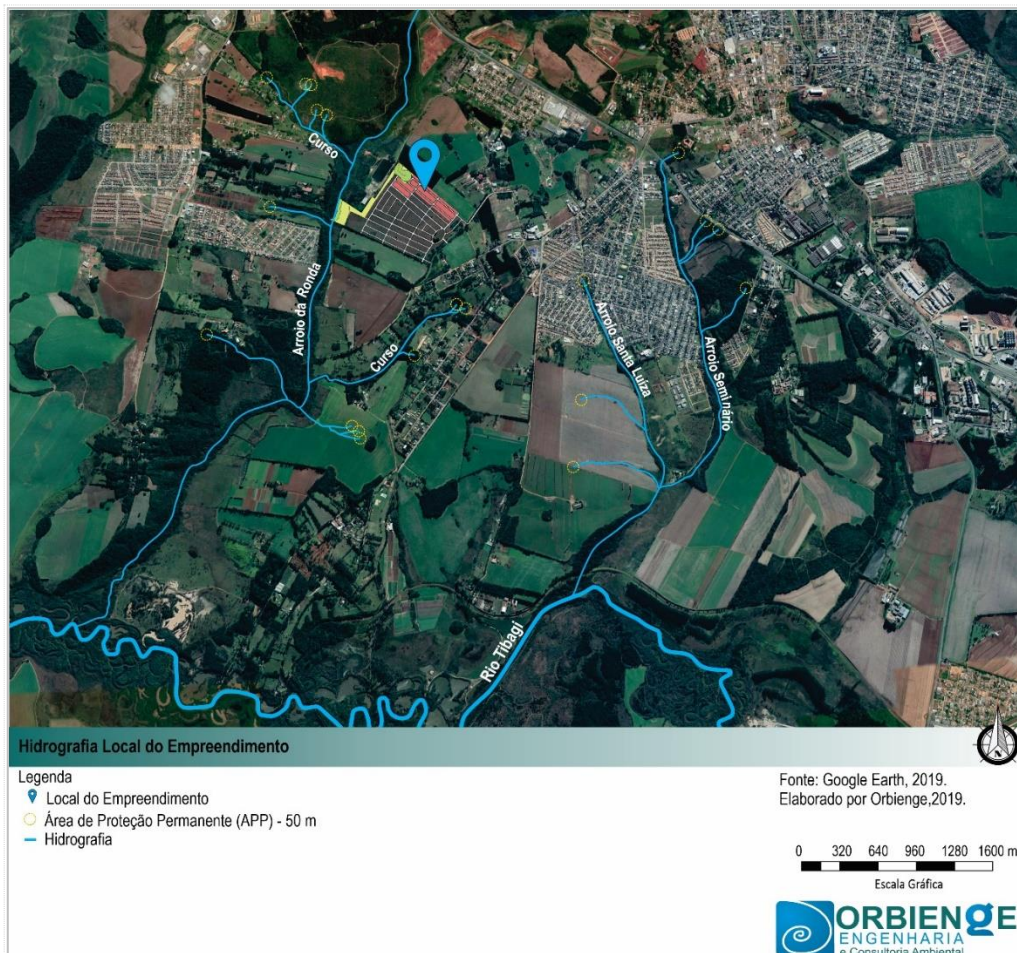 Curso
Arroio da Ronda
Curso
Arroio Santa Luiza
Arroio Seminário
Rio Tibagi
Hidrografia Local do Empreendimento
N
Legenda
Local do Empreendimento
Área de Proteção Permanente (APP) - 50 m
Hidrografia
Fonte: Google Earth, 2019.
Elaborado por Orbienge,2019.
0 320 640 960 1280 1600 m
Escala Gráfica
ORBIENGE
ENGENHARIA
e Consultoria Ambiental